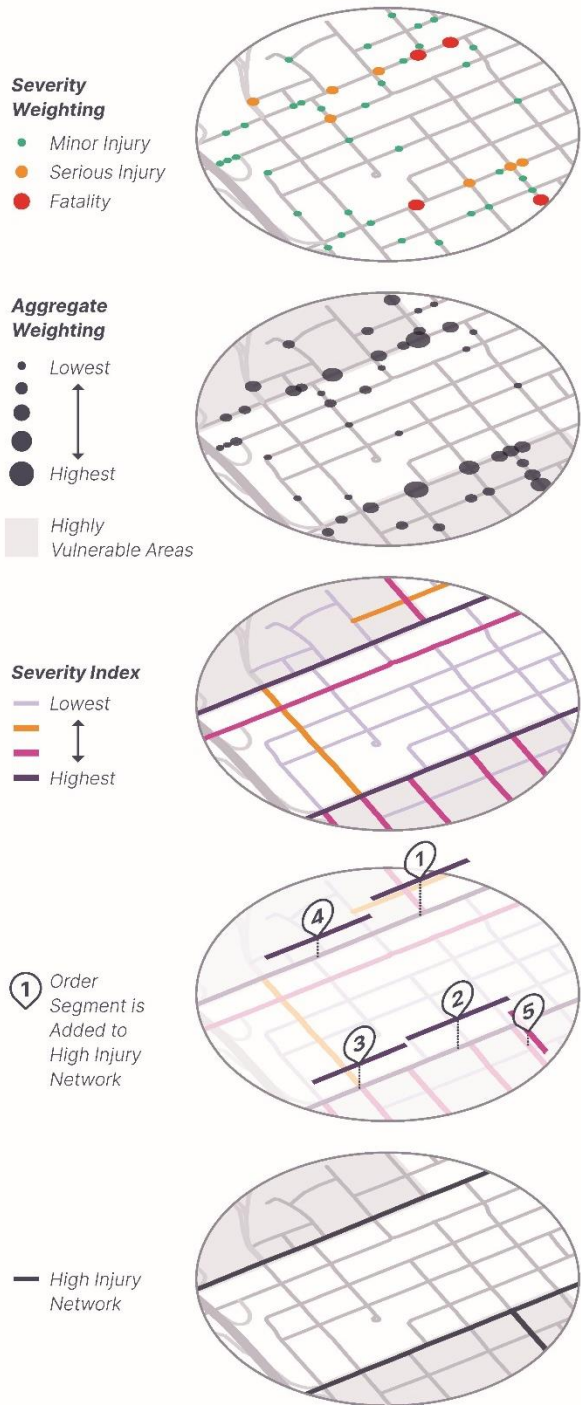 Severity
Weighting
Minor Injury
Serious Injury
Fatality
Aggregate
Weighting
Lowest
Highest
Highly
Vulnerable Areas
Severity Index
Lowest
Highest
1
4
2
3
5
1 Order
Segment is
Added to
High Injury
Network
High Injury
Network